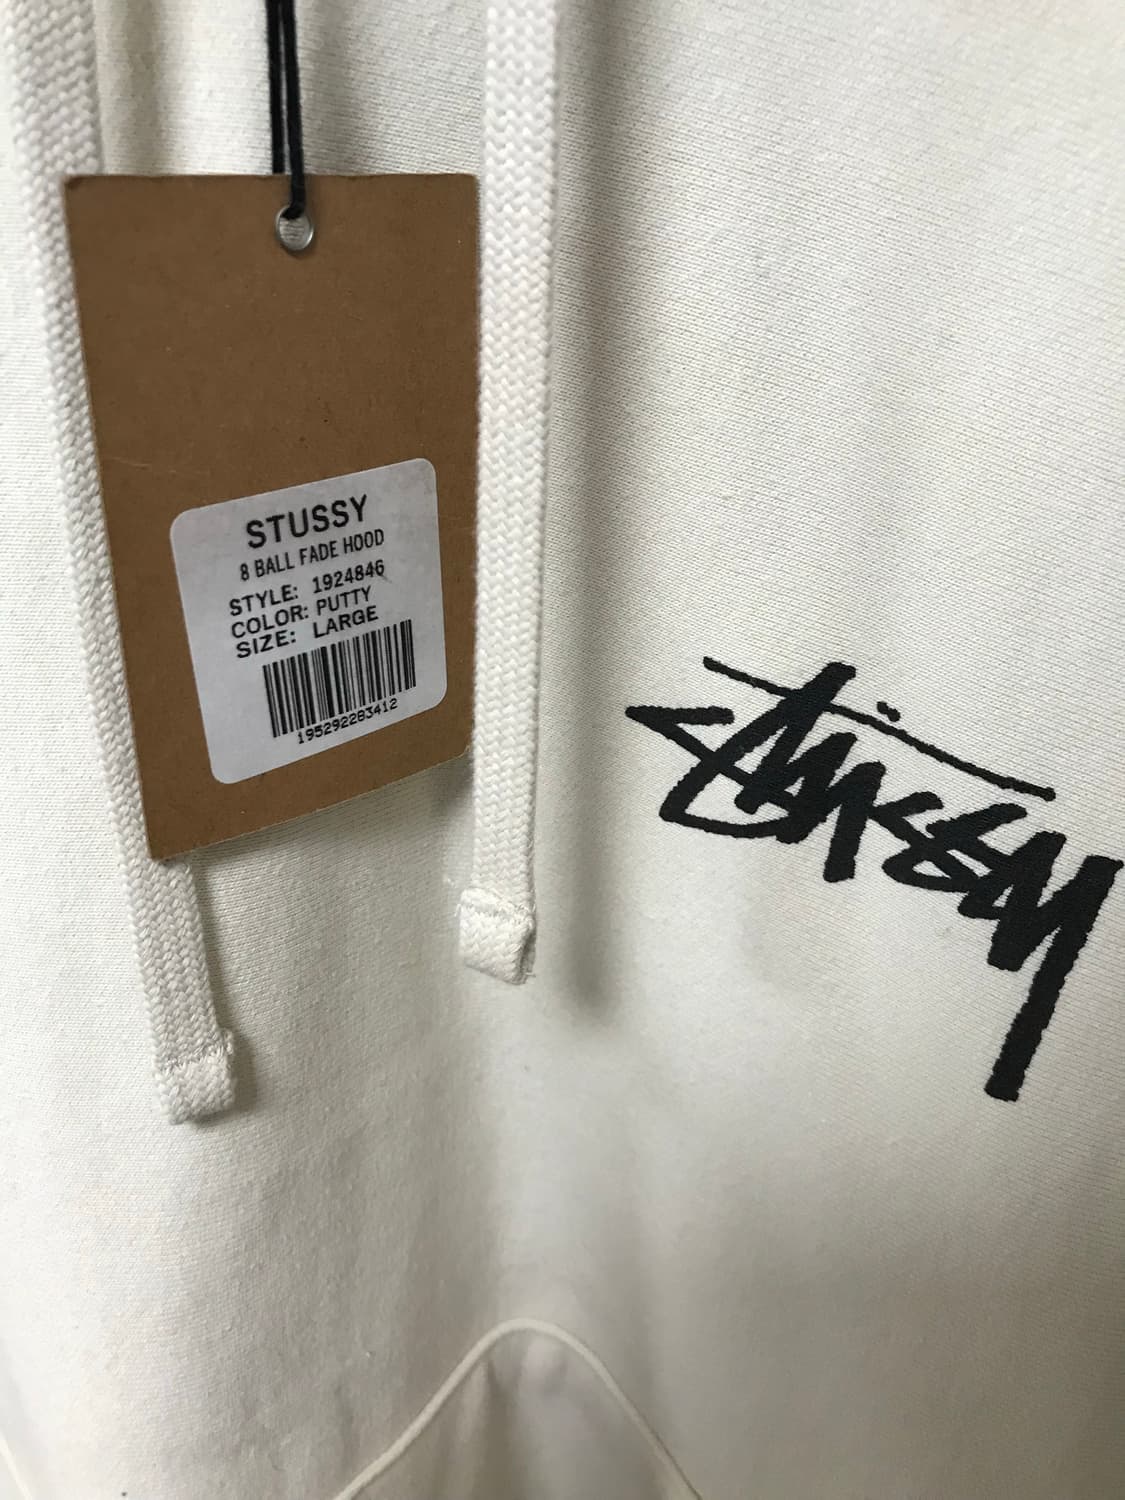 STUSSY
8 BALL FADE HOOD
STYLE: 1924846
COLOR: PUTTY
SIZE: LARGE
195292283412
Stüssy